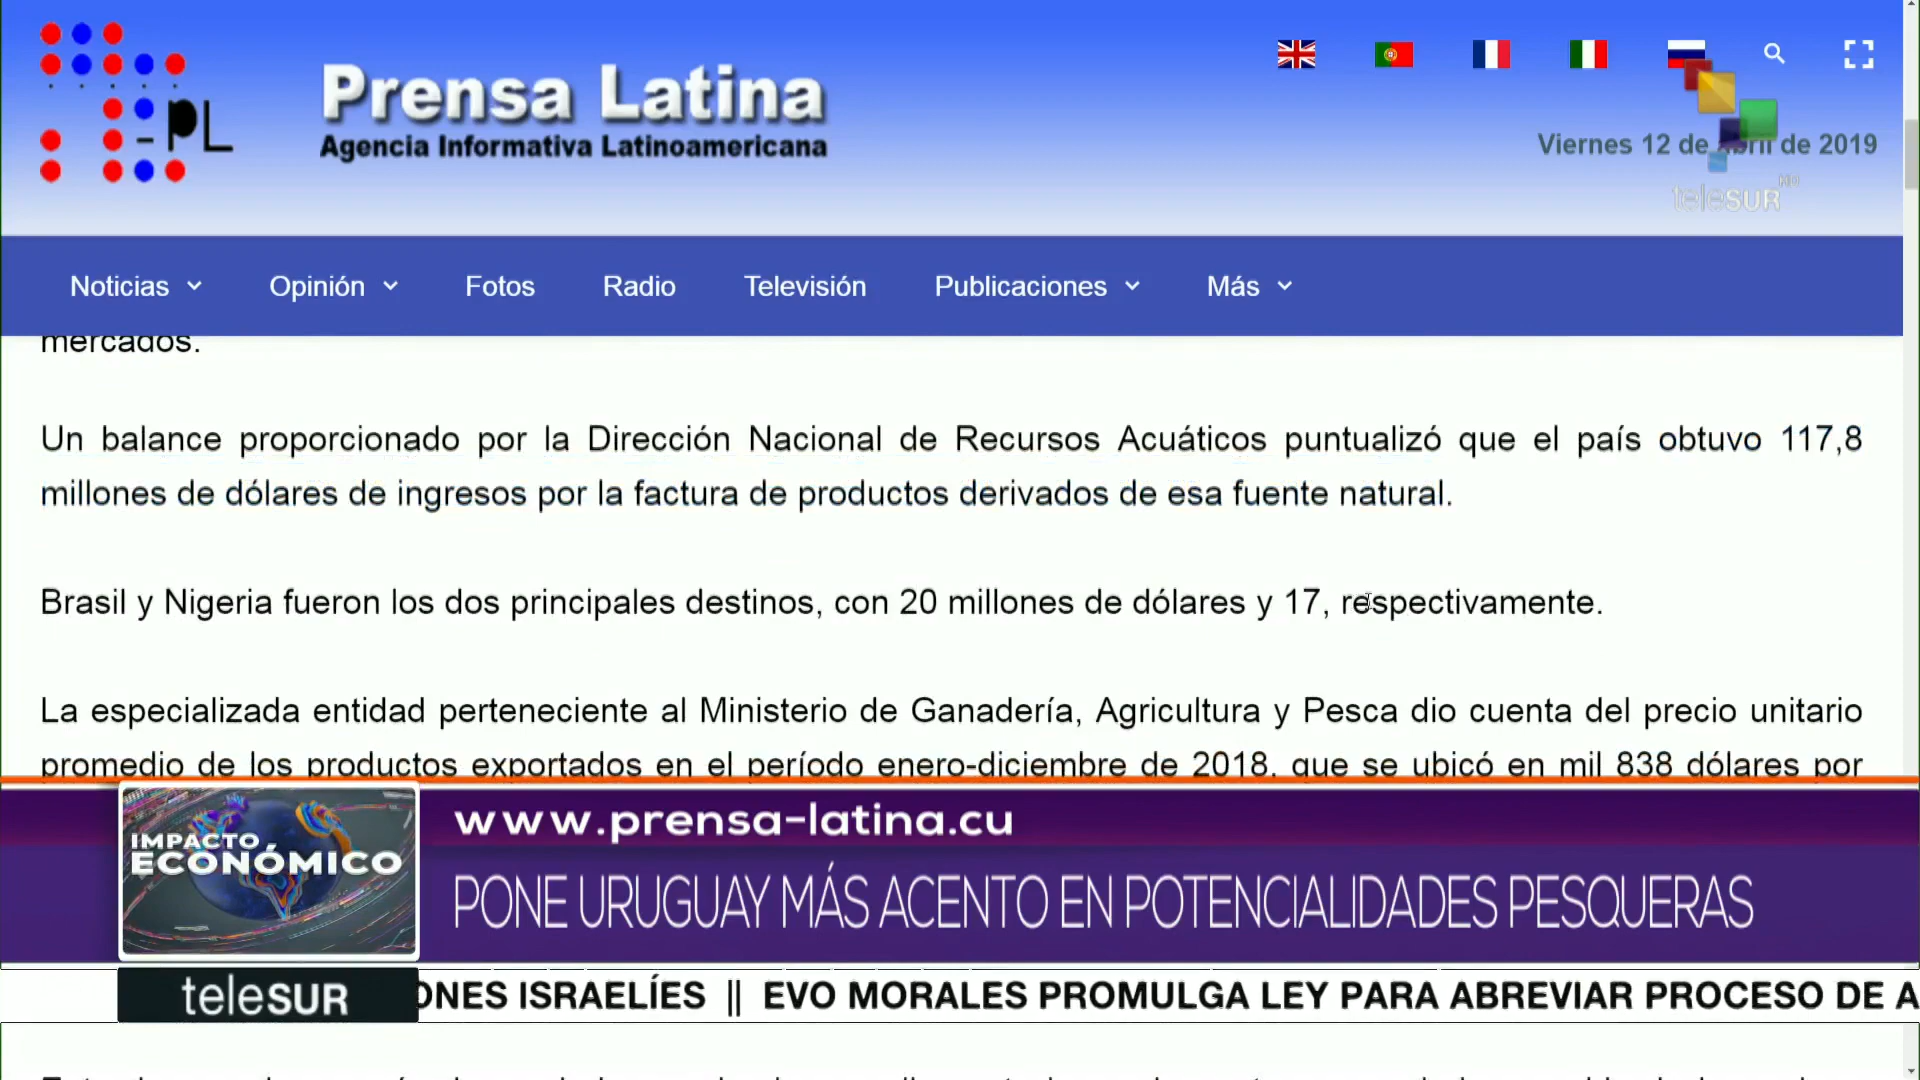 -PL
Prensa Latina
Agencia Informativa Latinoamericana
Viernes 12 de abril de 2019
teleSUR HD
Noticias Opinión Fotos Radio Televisión Publicaciones Más
mercados.
Un balance proporcionado por la Dirección Nacional de Recursos Acuáticos puntualizó que el país obtuvo 117,8
millones de dólares de ingresos por la factura de productos derivados de esa fuente natural.
Brasil y Nigeria fueron los dos principales destinos, con 20 millones de dólares y 17, respectivamente.
La especializada entidad perteneciente al Ministerio de Ganadería, Agricultura y Pesca dio cuenta del precio unitario
promedio de los productos exportados en el período enero-diciembre de 2018, que se ubicó en mil 838 dólares por
IMPACTO
ECONÓMICO
www.prensa-latina.cu
PONE URUGUAY MÁS ACENTO EN POTENCIALIDADES PESQUERAS
teleSUR
ONES ISRAELÍES || EVO MORALES PROMULGA LEY PARA ABREVIAR PROCESO DE A